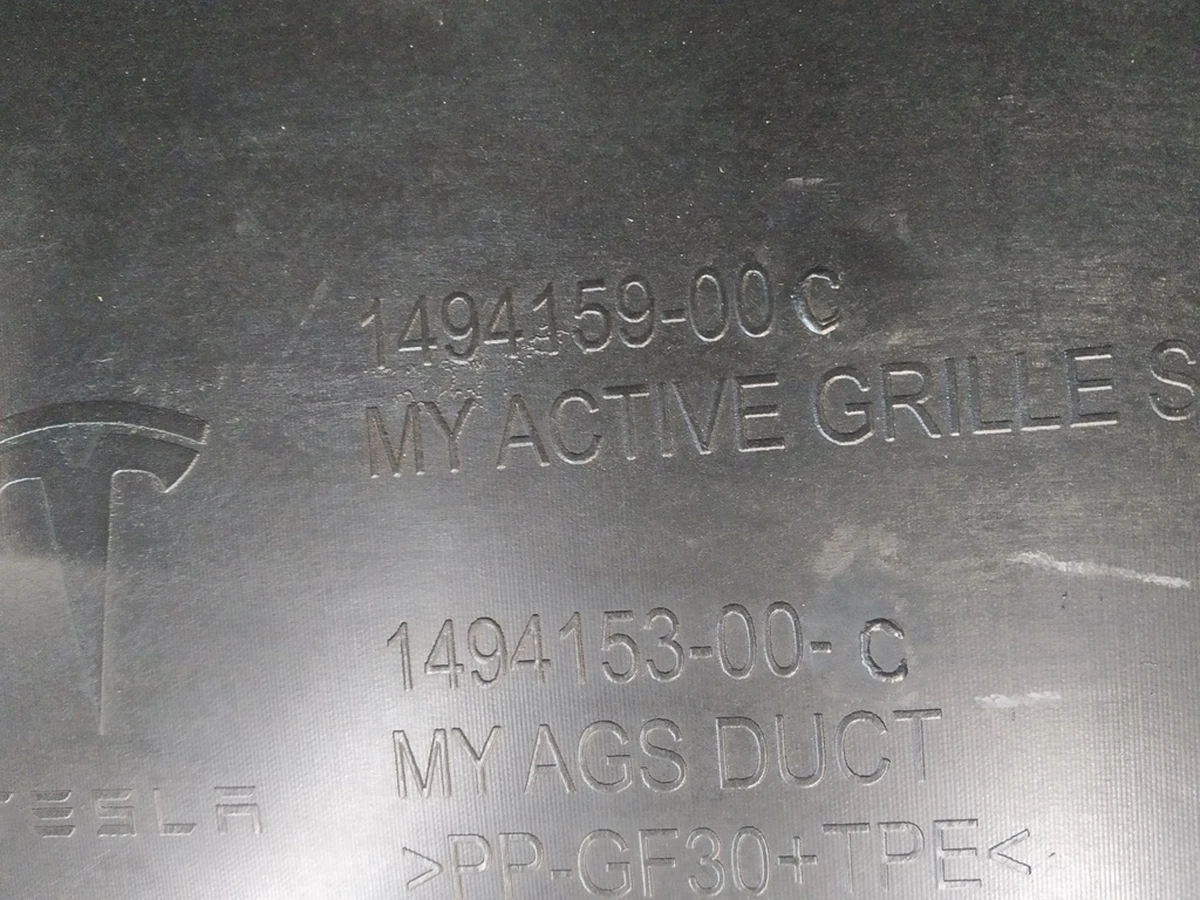 1494159-00 C
MY ACTIVE GRILLE S
1494153-00- C
MY AGS DUCT
TESLA
>PP-GF30+TPE<